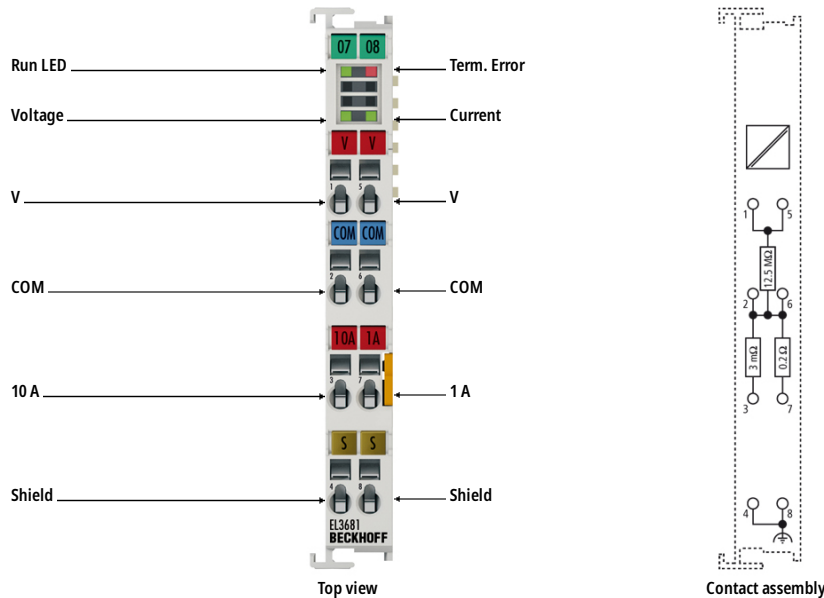 07 08
Run LED
Term. Error
Voltage
Current
V V
1 5
V
V
COM COM
2 6
COM
COM
10A 1A
3 7
10 A
1 A
S S
4 8
Shield
Shield
EL3681
BECKHOFF
Top view
1 5
12.5 MΩ
2 6
3 mΩ 0.2 Ω
3 7
4 8
Contact assembly